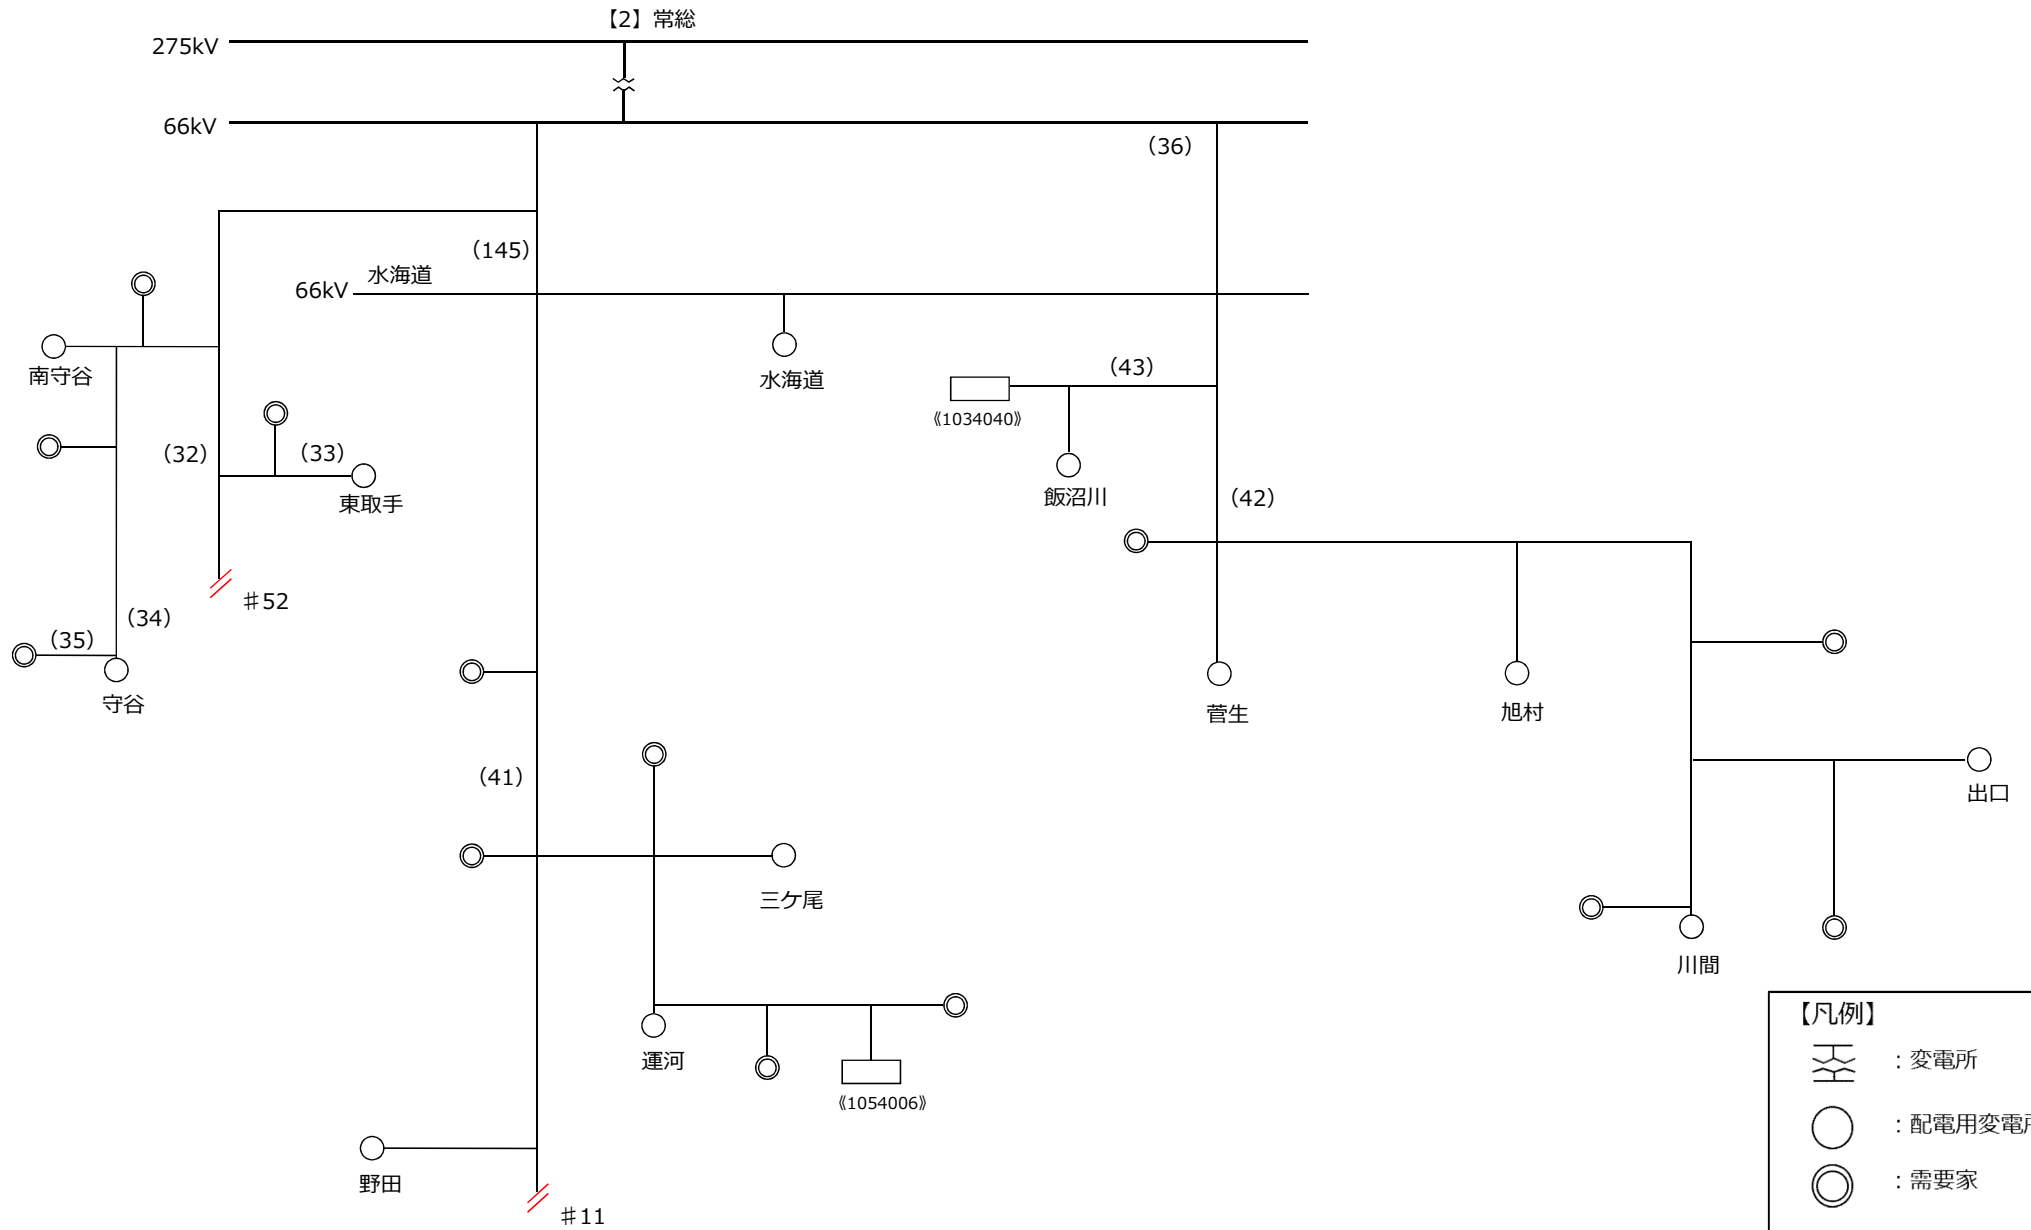 【2】常総
275kV
66kV
（36）
（145）
水海道
66kV
（43）
南守谷
水海道
《1034040》
（32）
（33）
東取手
飯沼川
（42）
♯52
（34）
（35）
守谷
菅生
旭村
（41）
出口
三ケ尾
川間
【凡例】
運河
：変電所
《1054006》
：配電用変電所
野田
：需要家
♯11